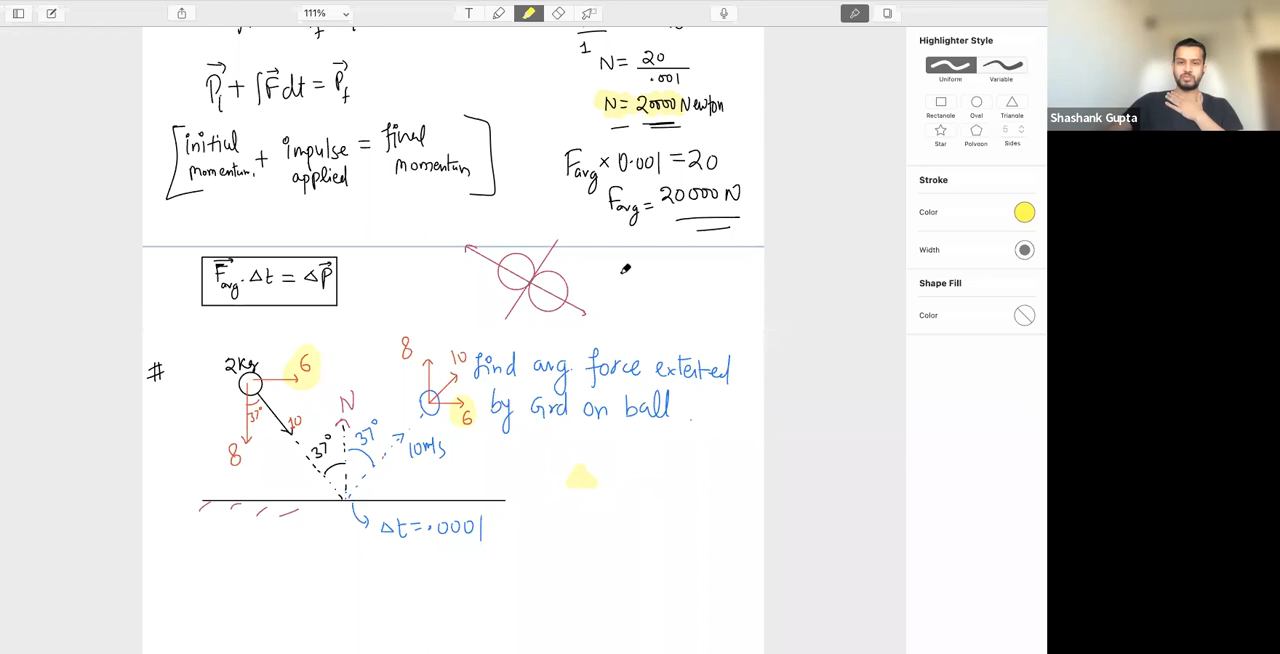 111%
T
Highlighter Style
Uniform
Variable
Rectangle
Oval
Triangle
Star
Polygon
5
Sides
Stroke
Color
Width
Shape Fill
Color
Shashank Gupta
P⃗i + ∫F⃗dt = P⃗f
[initial momentum + impulse applied = final momentum]
1
N = 20/.001
N = 20000 Newton
Favg × 0.001 = 20
Favg = 20000 N
F⃗avg. Δt = ΔP⃗
#
2Kg
6
37°
10
8
37°
N
37°
10m/s
8
10
6
find avg. force exterted
by Grd on ball.
Δt = .0001